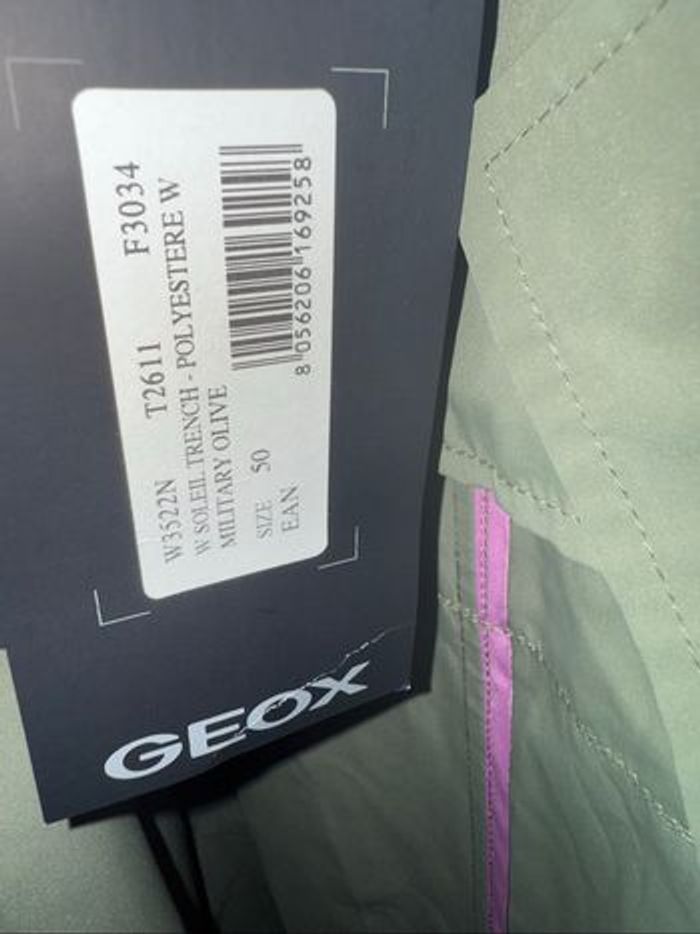 W3522N T2611 F3034
W SOLEIL TRENCH - POLYESTERE W
MILITARY OLIVE
SIZE 50
EAN
8 056206 169258
GEOX